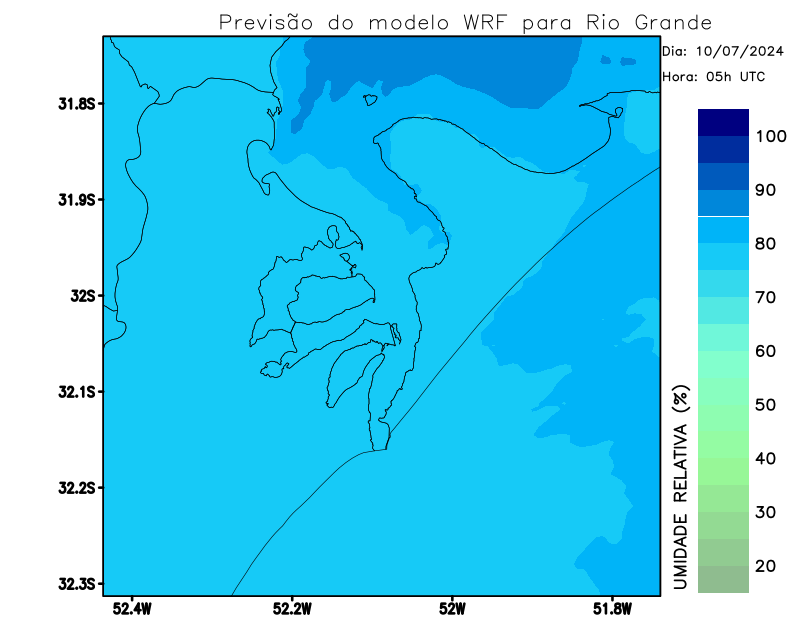 Previsão do modelo WRF para Rio Grande
Dia: 10/07/2024
Hora: 05h UTC
31.8S
31.9S
32S
32.1S
32.2S
32.3S
52.4W
52.2W
52W
51.8W
UMIDADE RELATIVA (%)
100
90
80
70
60
50
40
30
20